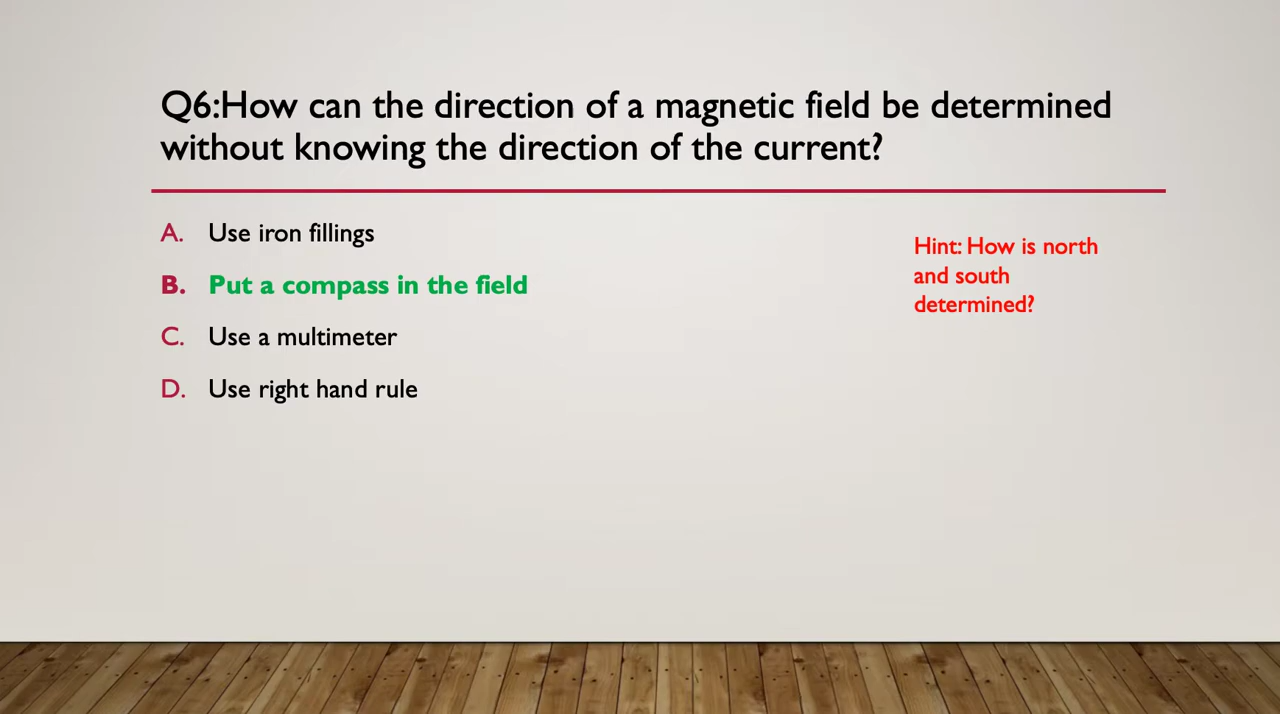 Q6:How can the direction of a magnetic field be determined
without knowing the direction of the current?
A. Use iron fillings
B. Put a compass in the field
C. Use a multimeter
D. Use right hand rule
Hint: How is north
and south
determined?